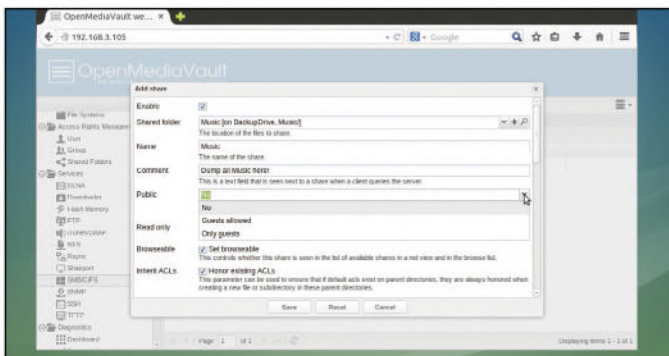 OpenMediaVault we... ×
192.168.3.105
Google
OpenMediaVault
Add share
Enable
Shared folder Music [on BackupDrive, Music/]
The location of the files to share.
Name Music
The name of the share.
Comment Dump all Music here!
This is a text field that is seen next to a share when a client queries the server.
Public No
No
Guests allowed
Only guests
Read only
Browseable Set browseable
This controls whether this share is seen in the list of available shares in a net view and in the browse list.
Inherit ACLs Honor existing ACLs
This parameter can be used to ensure that if default acls exist on parent directories, they are always honored when
creating a new file or subdirectory in these parent directories.
Save Reset Cancel
File Systems
Access Rights Managem
User
Group
Shared Folders
Services
DLNA
Downloader
FTP
iTunes/DAAP
NFS
Rsync
Shairport
SMB/CIFS
SNMP
SSH
TFTP
Diagnostics
Dashboard
Page 1 of 1
Displaying items 1 - 1 of 1